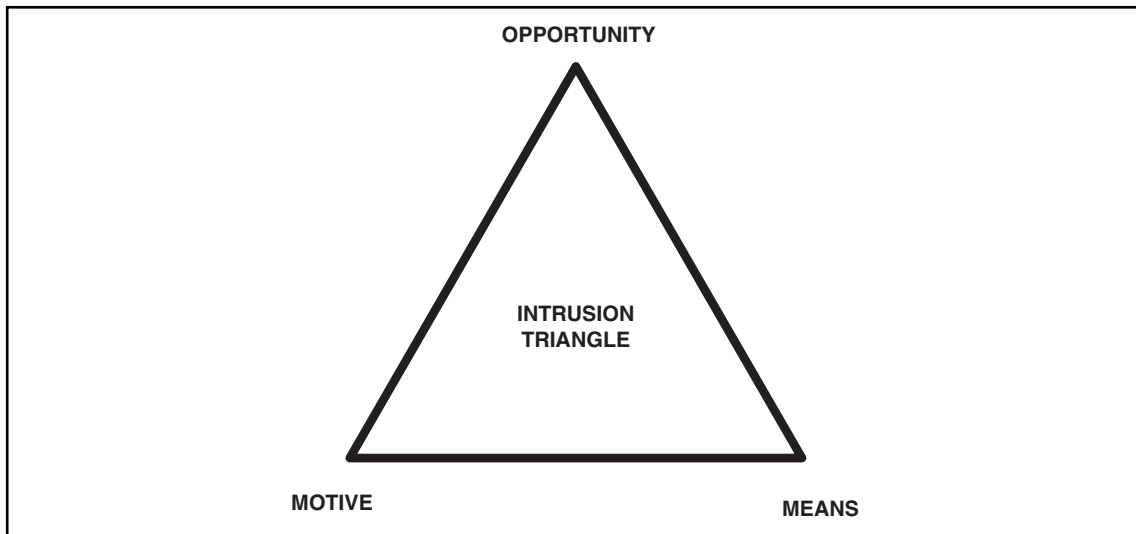 OPPORTUNITY
INTRUSION
TRIANGLE
MOTIVE
MEANS